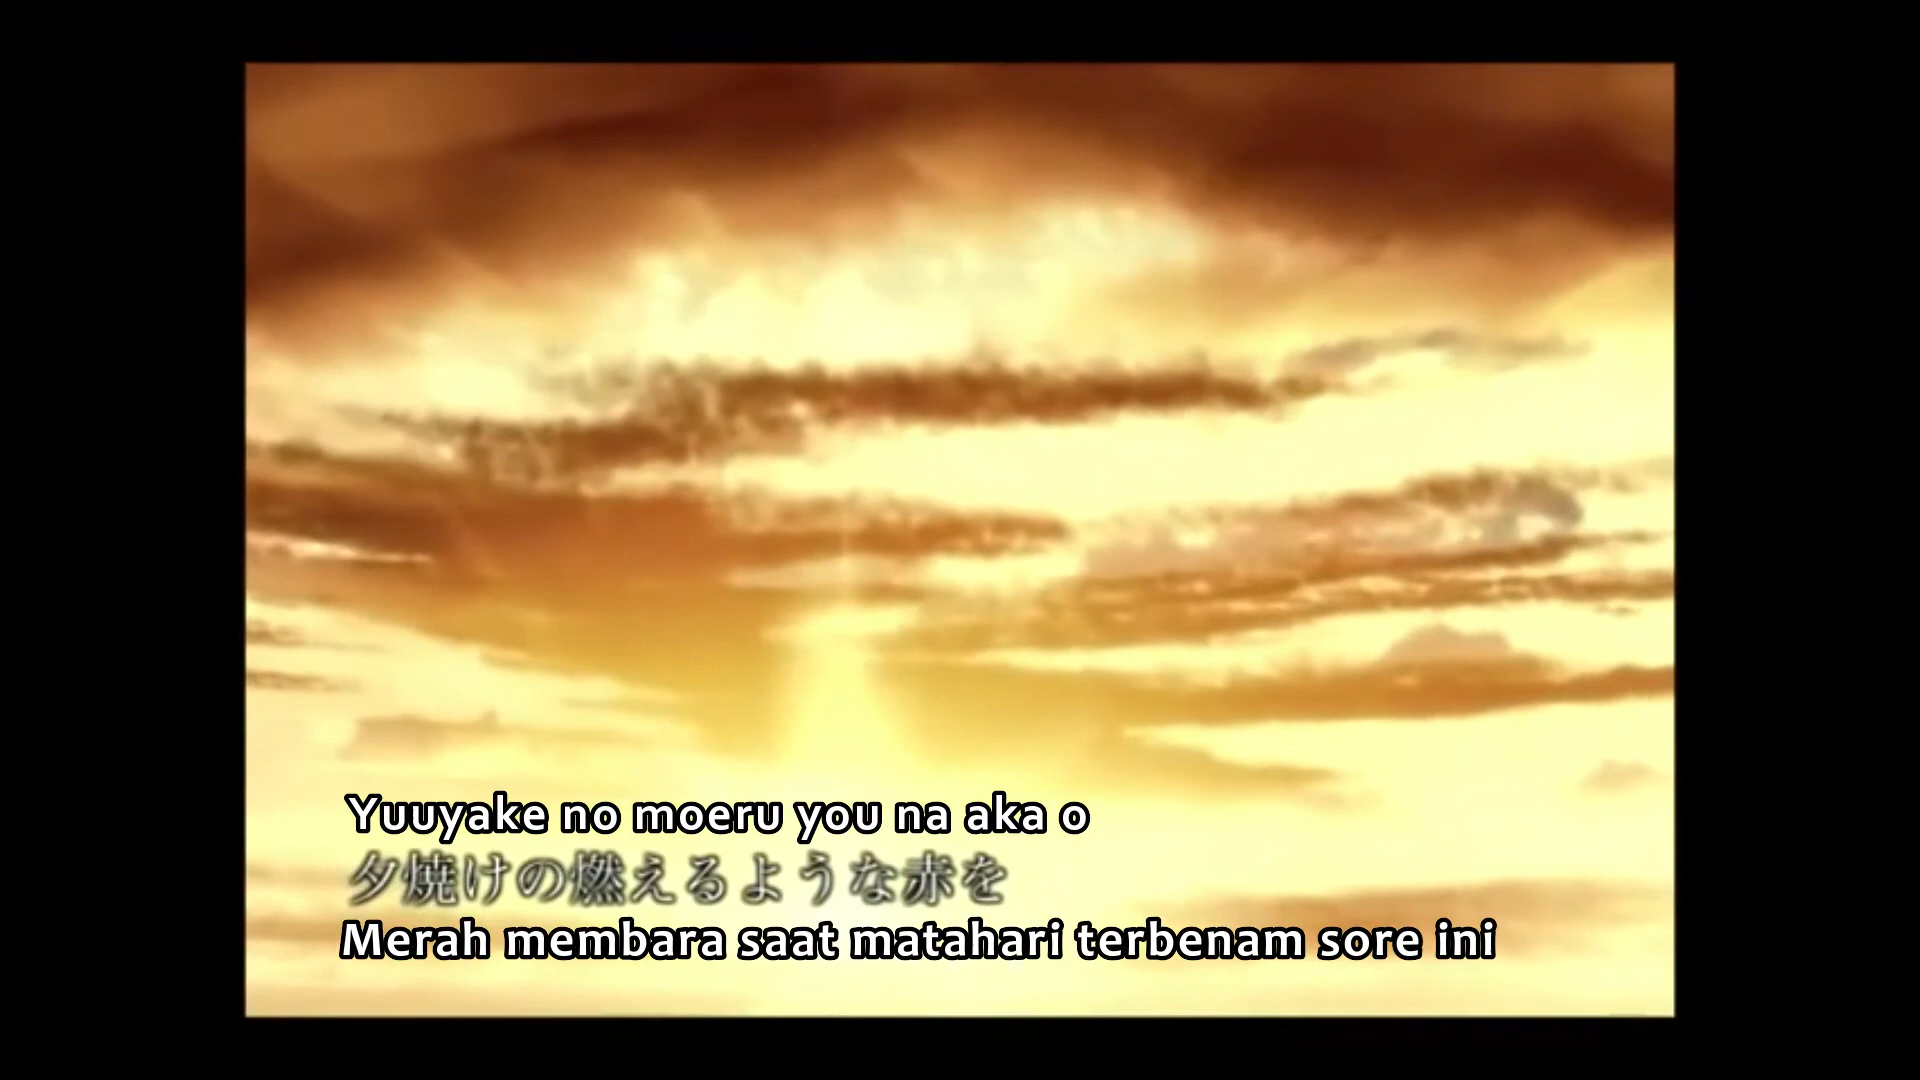 Yuuyake no moeru you na aka o
夕焼けの燃えるような赤を
Merah membara saat matahari terbenam sore ini